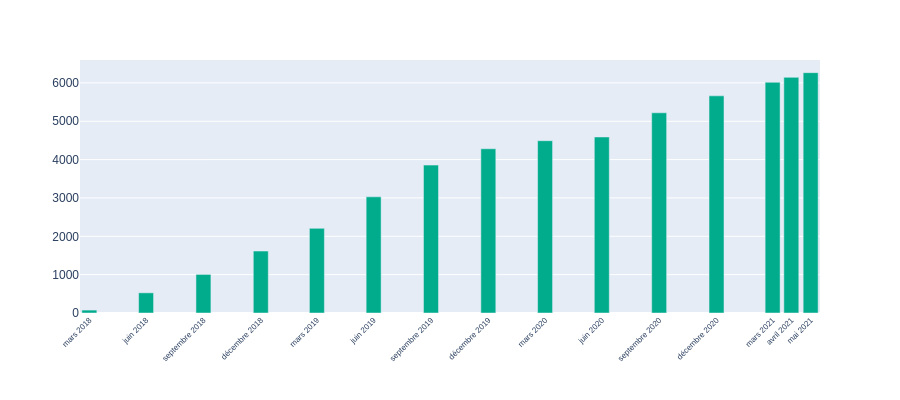 6000
5000
4000
3000
2000
1000
0
mars 2018
juin 2018
septembre 2018
décembre 2018
mars 2019
juin 2019
septembre 2019
décembre 2019
mars 2020
juin 2020
septembre 2020
décembre 2020
mars 2021
avril 2021
mai 2021